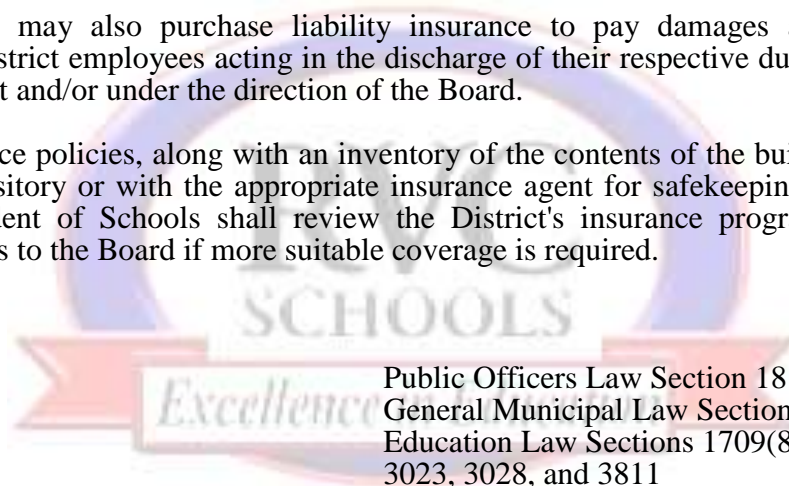 may also purchase liability insurance to pay damages
strict employees acting in the discharge of their respective du
t and/or under the direction of the Board.
ce policies, along with an inventory of the contents of the bui
sitory or with the appropriate insurance agent for safekeepin
ent of Schools shall review the District's insurance progr
s to the Board if more suitable coverage is required.
RVC
SCHOOLS
Excellence in Education
Public Officers Law Section 18
General Municipal Law Section
Education Law Sections 1709(8
3023, 3028, and 3811